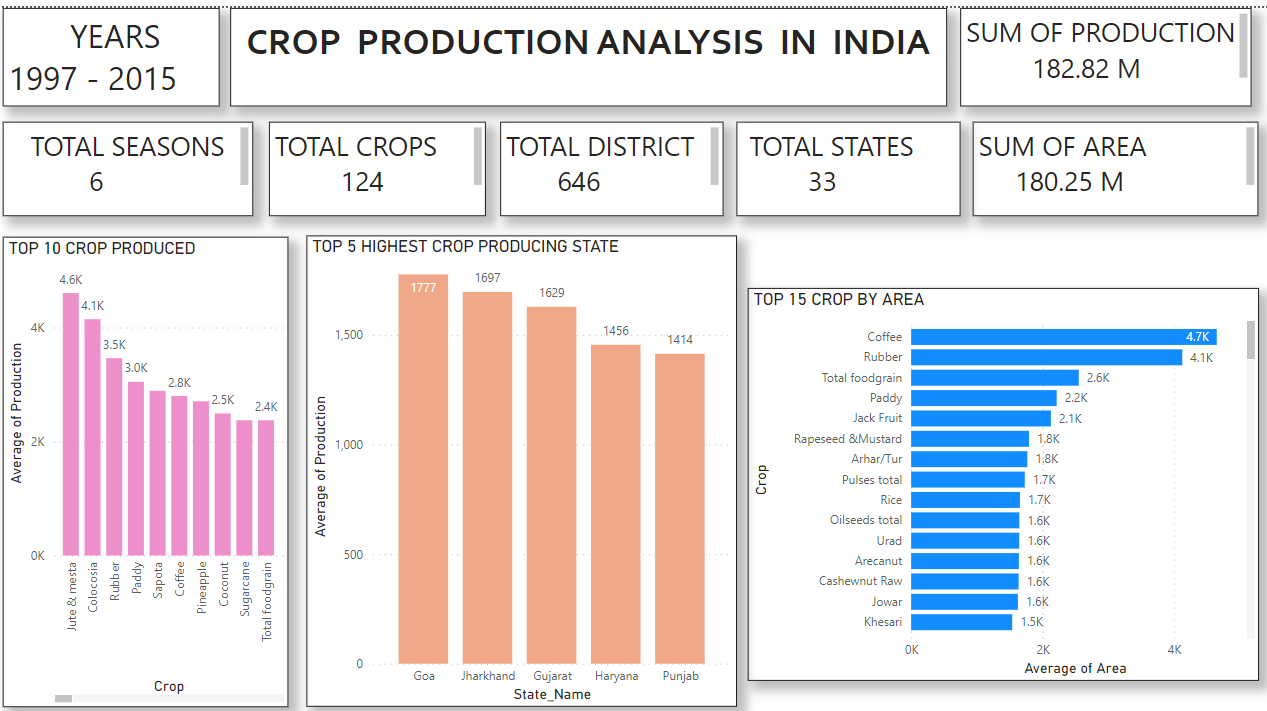 YEARS
1997 - 2015
CROP PRODUCTION ANALYSIS IN INDIA
SUM OF PRODUCTION
182.82 M
TOTAL SEASONS
6
TOTAL CROPS
124
TOTAL DISTRICT
646
TOTAL STATES
33
SUM OF AREA
180.25 M
TOP 10 CROP PRODUCED
4.6K
4.1K
3.5K
3.0K
2.8K
2.5K
2.4K
4K
2K
0K
Average of Production
Jute & mesta
Colocosia
Rubber
Paddy
Sapota
Coffee
Pineapple
Coconut
Sugarcane
Total foodgrain
Crop
TOP 5 HIGHEST CROP PRODUCING STATE
1777
1697
1629
1456
1414
1,500
1,000
500
0
Average of Production
Goa
Jharkhand
Gujarat
Haryana
Punjab
State_Name
TOP 15 CROP BY AREA
Crop
Coffee 4.7K
Rubber 4.1K
Total foodgrain 2.6K
Paddy 2.2K
Jack Fruit 2.1K
Rapeseed &Mustard 1.8K
Arhar/Tur 1.8K
Pulses total 1.7K
Rice 1.7K
Oilseeds total 1.6K
Urad 1.6K
Arecanut 1.6K
Cashewnut Raw 1.6K
Jowar 1.6K
Khesari 1.5K
0K 2K 4K
Average of Area